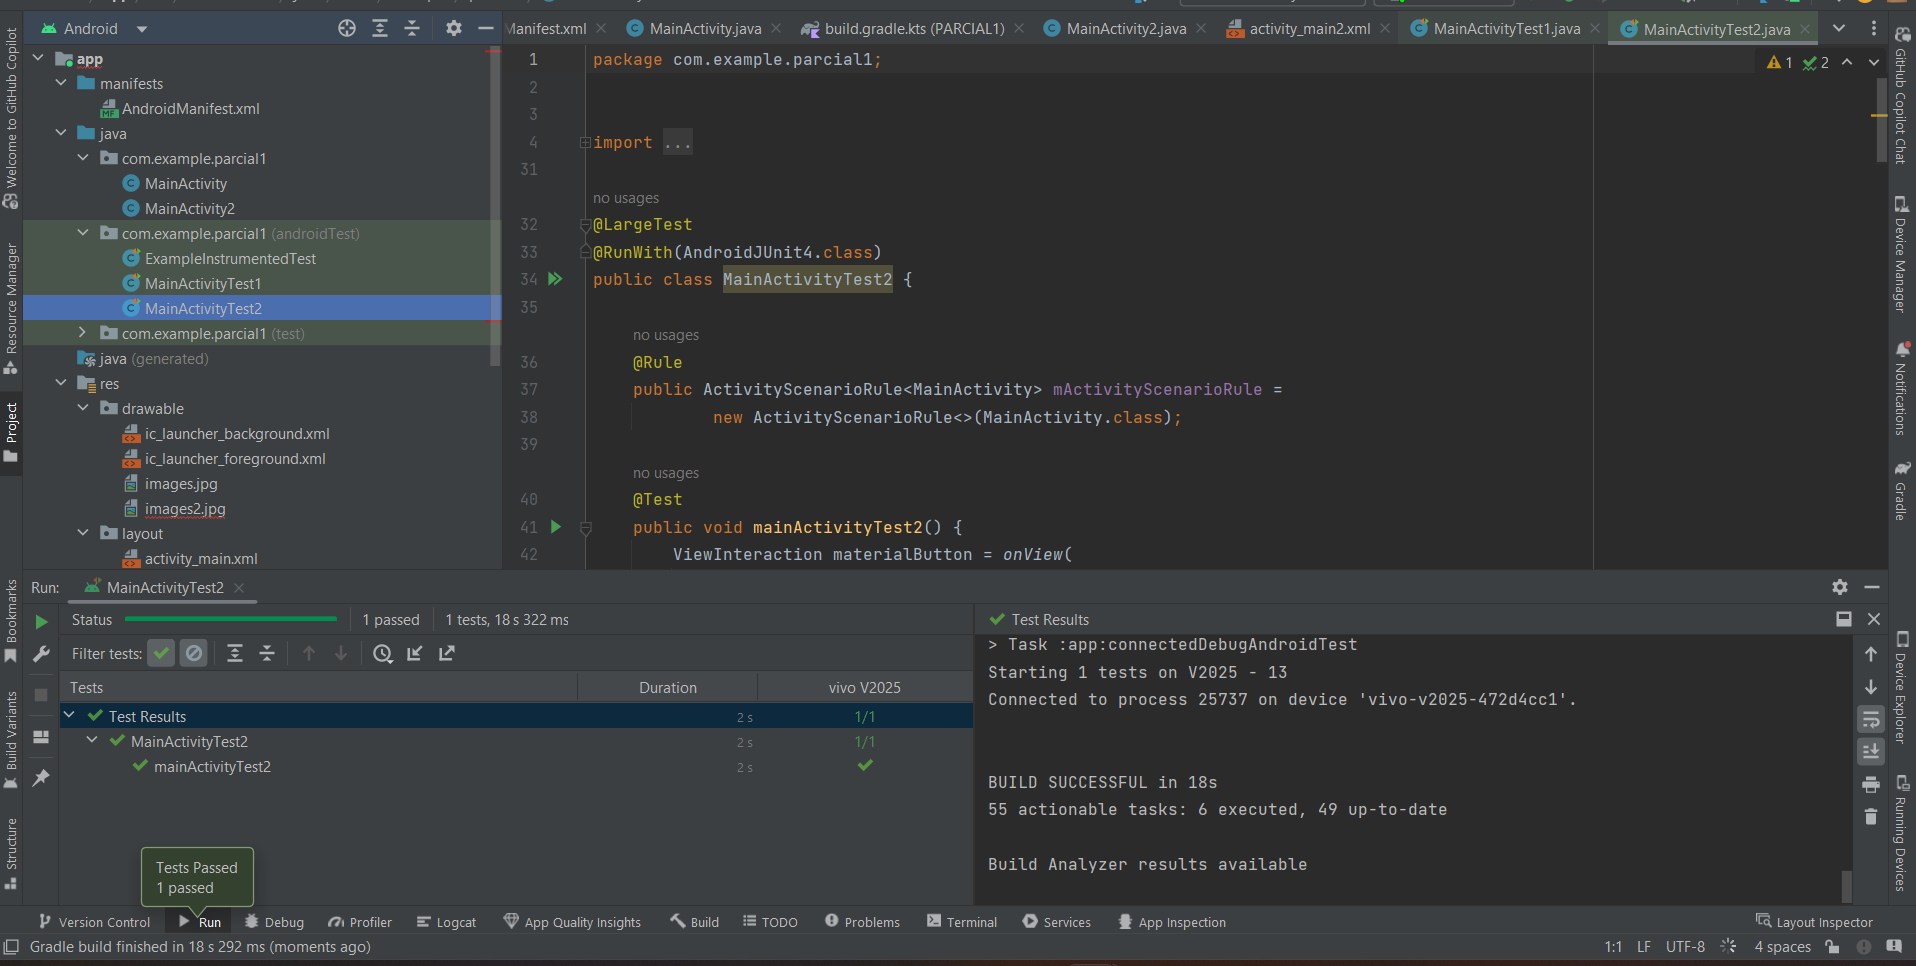 Android
Manifest.xml
MainActivity.java
build.gradle.kts (PARCIAL1)
MainActivity2.java
activity_main2.xml
MainActivityTest1.java
MainActivityTest2.java
app
manifests
AndroidManifest.xml
java
com.example.parcial1
MainActivity
MainActivity2
com.example.parcial1 (androidTest)
ExampleInstrumentedTest
MainActivityTest1
MainActivityTest2
com.example.parcial1 (test)
java (generated)
res
drawable
ic_launcher_background.xml
ic_launcher_foreground.xml
images.jpg
images2.jpg
layout
activity_main.xml
Welcome to GitHub Copilot
Resource Manager
Project
Bookmarks
Build Variants
Structure
1 package com.example.parcial1;
1 2
2
3
4 import ...
31
no usages
32 @LargeTest
33 @RunWith(AndroidJUnit4.class)
34 public class MainActivityTest2 {
35
no usages
36 @Rule
37 public ActivityScenarioRule<MainActivity> mActivityScenarioRule =
38 new ActivityScenarioRule<>(MainActivity.class);
39
no usages
40 @Test
41 public void mainActivityTest2() {
42 ViewInteraction materialButton = onView(
GitHub Copilot Chat
Device Manager
Notifications
Gradle
Device Explorer
Running Devices
Run: MainActivityTest2
Status 1 passed 1 tests, 18 s 322 ms
Filter tests:
Tests Duration vivo V2025
Test Results 2 s 1/1
MainActivityTest2 2 s 1/1
mainActivityTest2 2 s
Test Results
> Task :app:connectedDebugAndroidTest
Starting 1 tests on V2025 - 13
Connected to process 25737 on device 'vivo-v2025-472d4cc1'.
BUILD SUCCESSFUL in 18s
55 actionable tasks: 6 executed, 49 up-to-date
Build Analyzer results available
Tests Passed
1 passed
Version Control Run Debug Profiler Logcat App Quality Insights Build TODO Problems Terminal Services App Inspection Layout Inspector
Gradle build finished in 18 s 292 ms (moments ago) 1:1 LF UTF-8 4 spaces